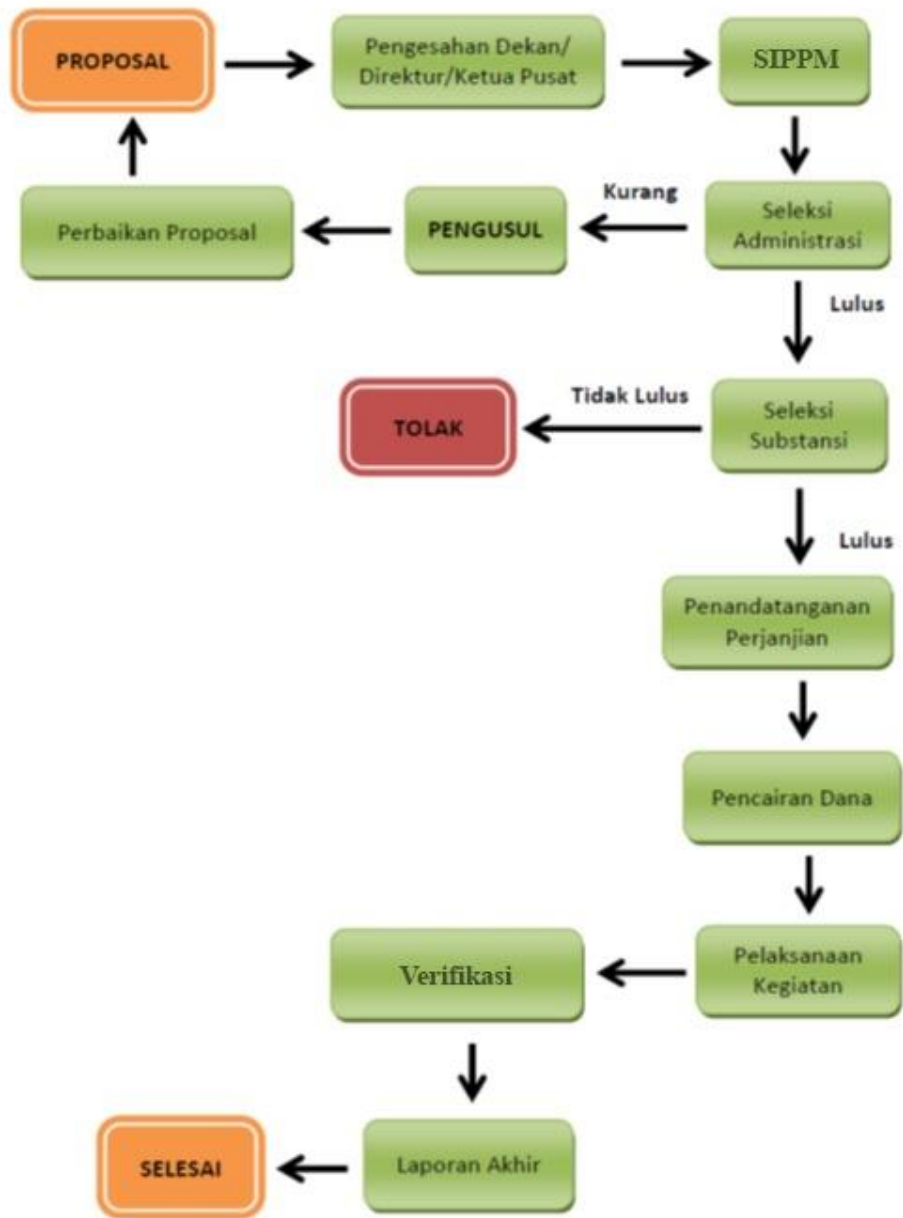 PROPOSAL
Pengesahan Dekan/
Direktur/Ketua Pusat
SIPPM
Perbaikan Proposal
PENGUSUL
Kurang
Seleksi
Administrasi
Lulus
TOLAK
Tidak Lulus
Seleksi
Substansi
Lulus
Penandatanganan
Perjanjian
Pencairan Dana
Pelaksanaan
Kegiatan
Verifikasi
Laporan Akhir
SELESAI